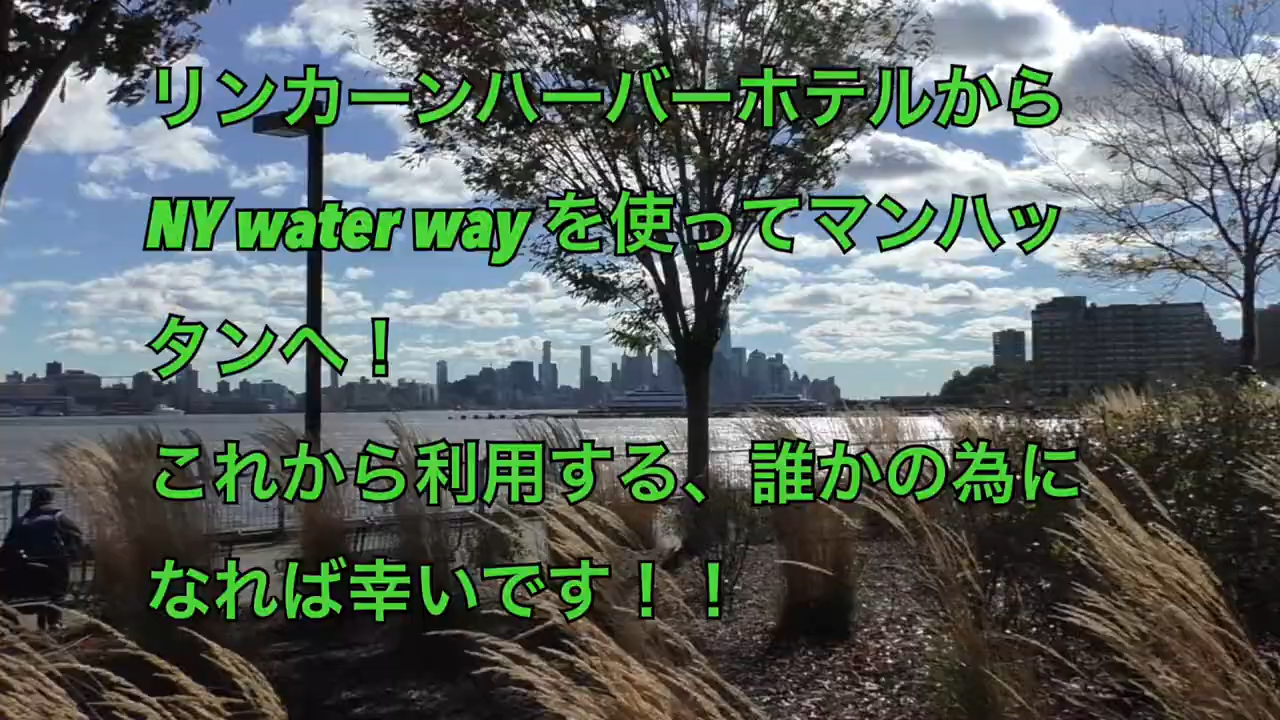 リンカーンハーバーホテルから
NY water way を使ってマンハッ
タンへ！
これから利用する、誰かの為に
なれば幸いです！！